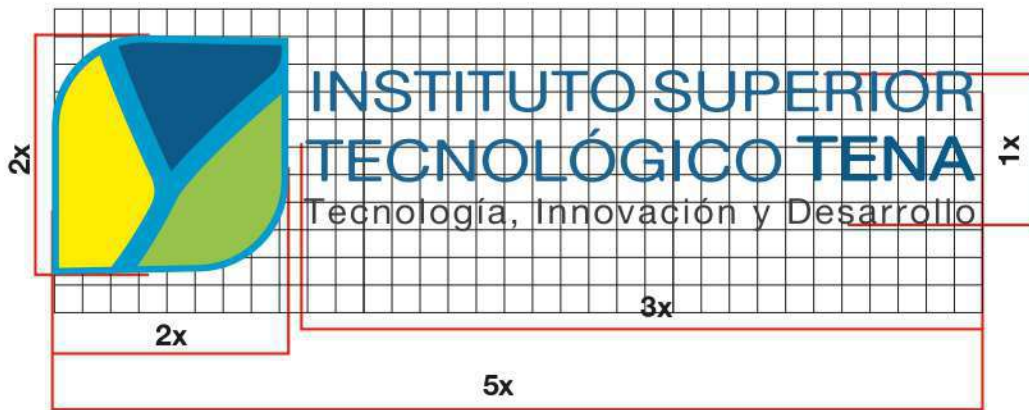 INSTITUTO SUPERIOR
TECNOLÓGICO TENA
Tecnología, Innovación y Desarrollo
2x
1x
3x
2x
5x